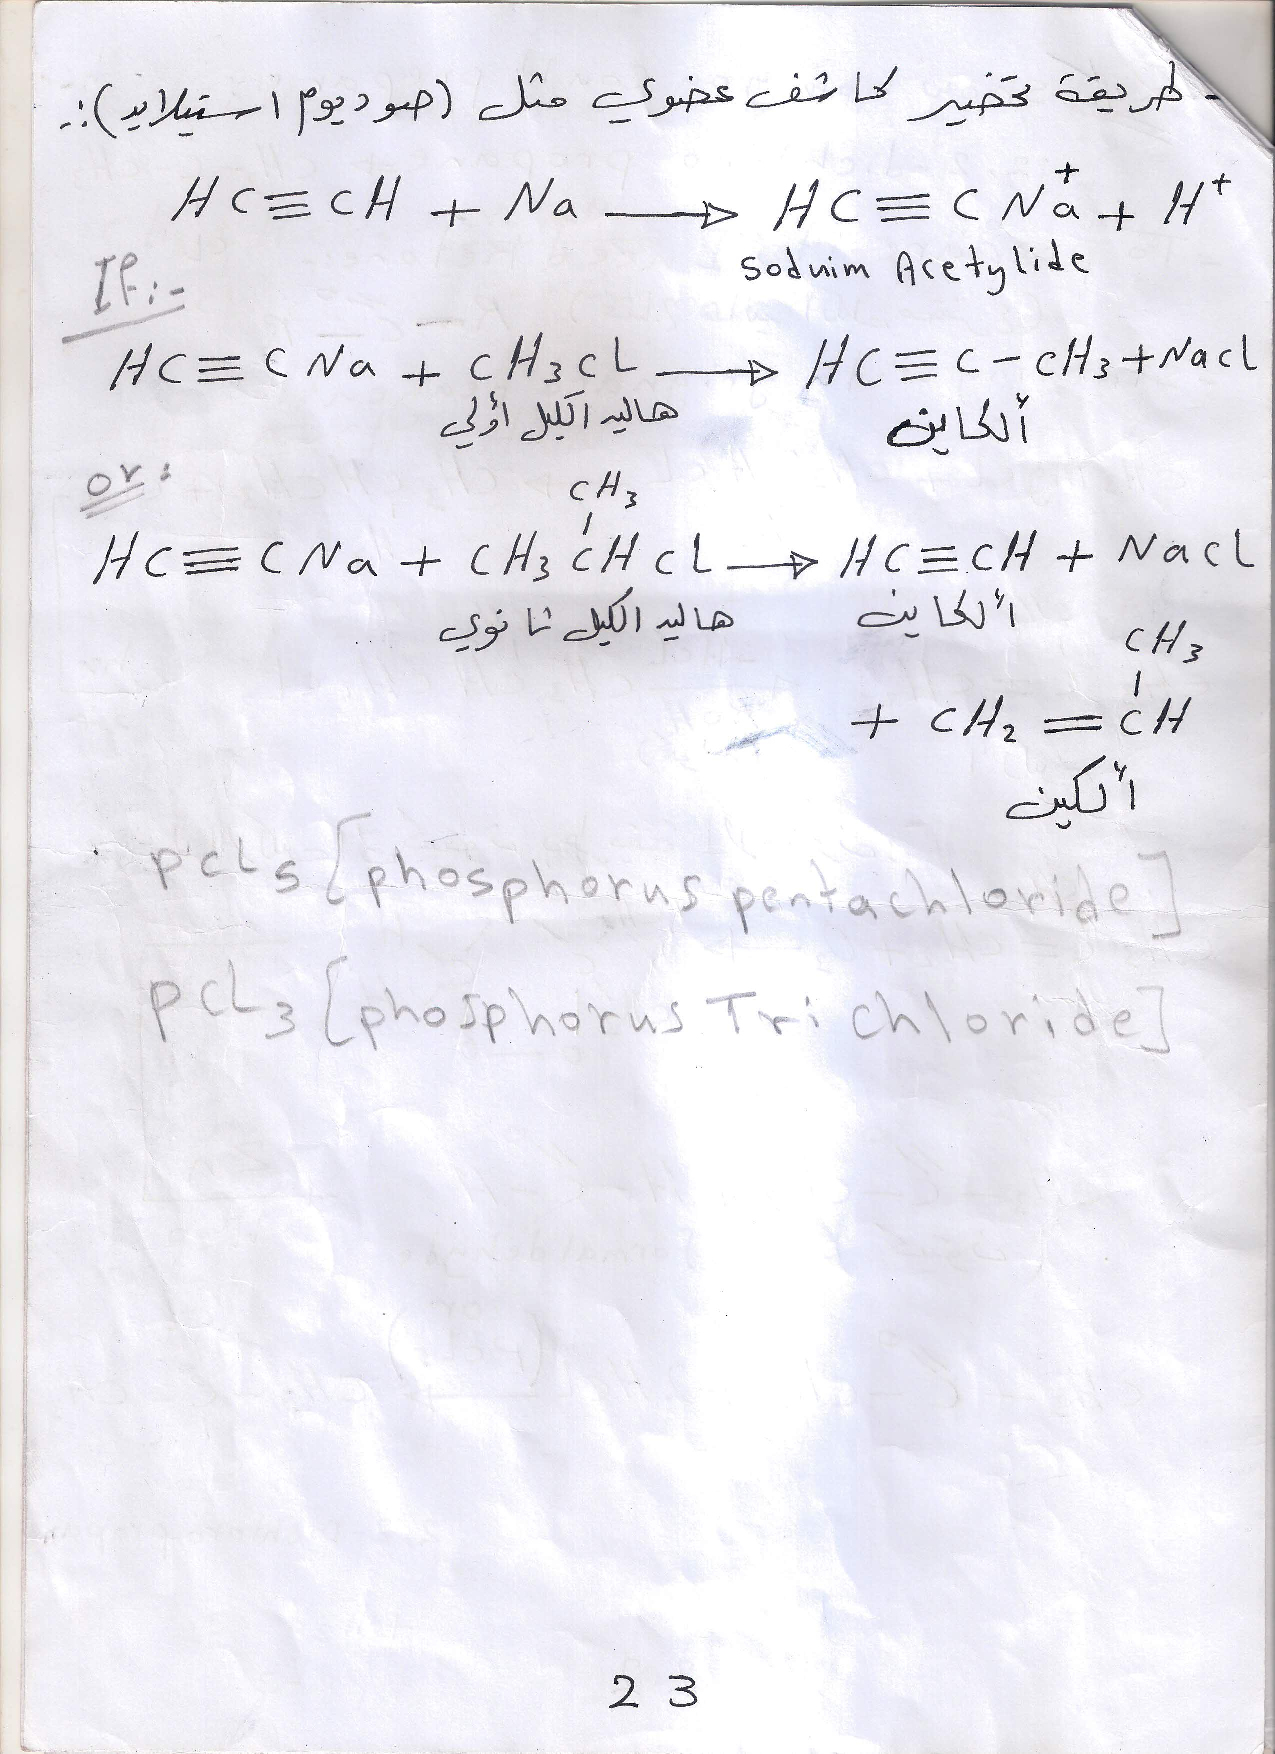 - طريقة تحضير كاشف عضوي مثل (صوديوم استيلايد):-
HC≡CH + Na → HC≡CNa⁺ + H⁺
Soduim Acetylide
If:-
HC≡CNa + CH₃CL → HC≡C-CH₃ + NaCl
هاليد الكيل أولي ألكاين
or:
CH₃
HC≡CNa + CH₃CHCL → HC≡CH + NaCl
هاليد الكيل ثانوي ألكاين
CH₃
+ CH₂=CH
ألكين
PCL₅ [phosphorus pentachloride]
PCL₃ [phosphorus Tri chloride]
23